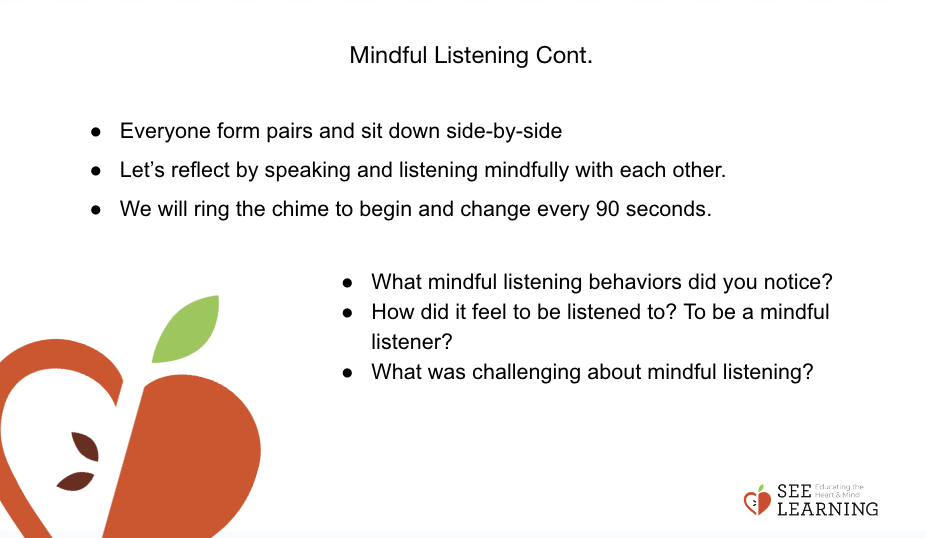 Mindful Listening Cont.
● Everyone form pairs and sit down side-by-side
● Let’s reflect by speaking and listening mindfully with each other.
● We will ring the chime to begin and change every 90 seconds.
● What mindful listening behaviors did you notice?
● How did it feel to be listened to? To be a mindful
listener?
● What was challenging about mindful listening?
SEE Educating the
Heart & Mind
LEARNING